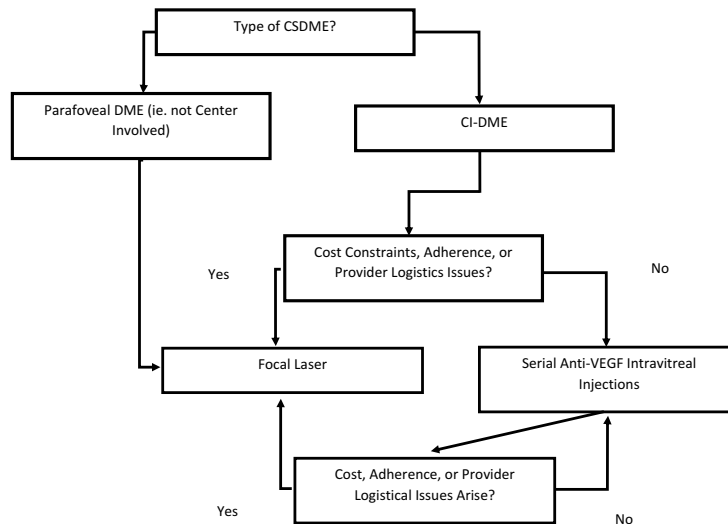 Type of CSDME?
Parafoveal DME (ie. not Center
Involved)
CI-DME
Cost Constraints, Adherence, or
Provider Logistics Issues?
Yes
No
Focal Laser
Serial Anti-VEGF Intravitreal
Injections
Cost, Adherence, or Provider
Logistical Issues Arise?
Yes
No